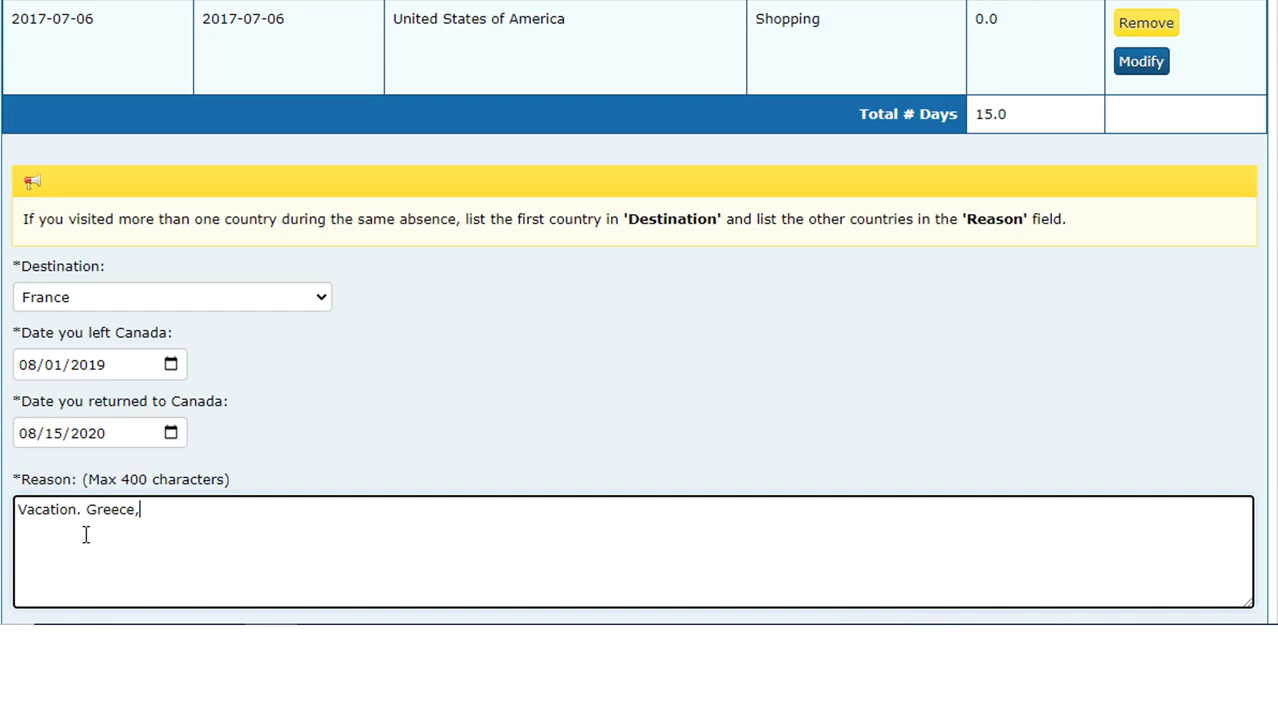 2017-07-06 2017-07-06 United States of America Shopping 0.0 Remove
Modify
Total # Days 15.0
If you visited more than one country during the same absence, list the first country in 'Destination' and list the other countries in the 'Reason' field.
*Destination:
France
*Date you left Canada:
08/01/2019
*Date you returned to Canada:
08/15/2020
*Reason: (Max 400 characters)
Vacation. Greece,